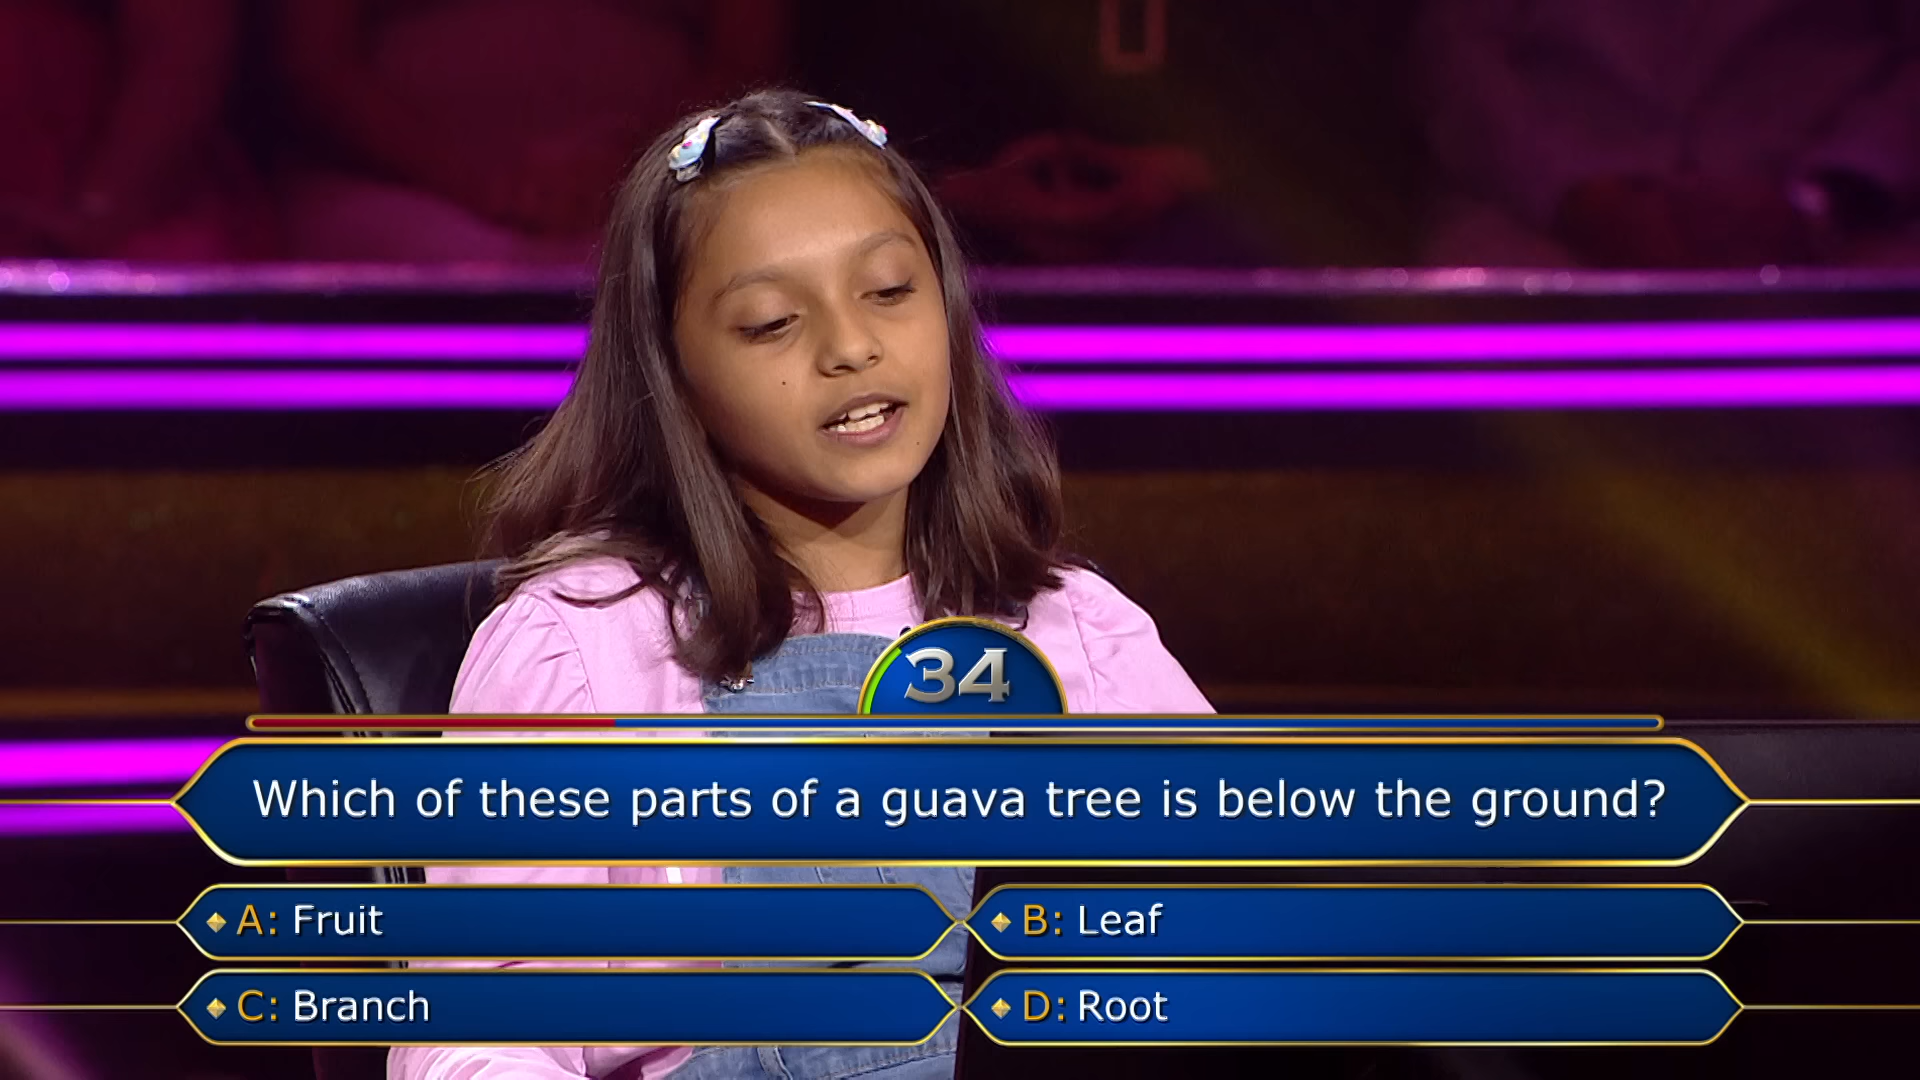 34
Which of these parts of a guava tree is below the ground?
A: Fruit
B: Leaf
C: Branch
D: Root